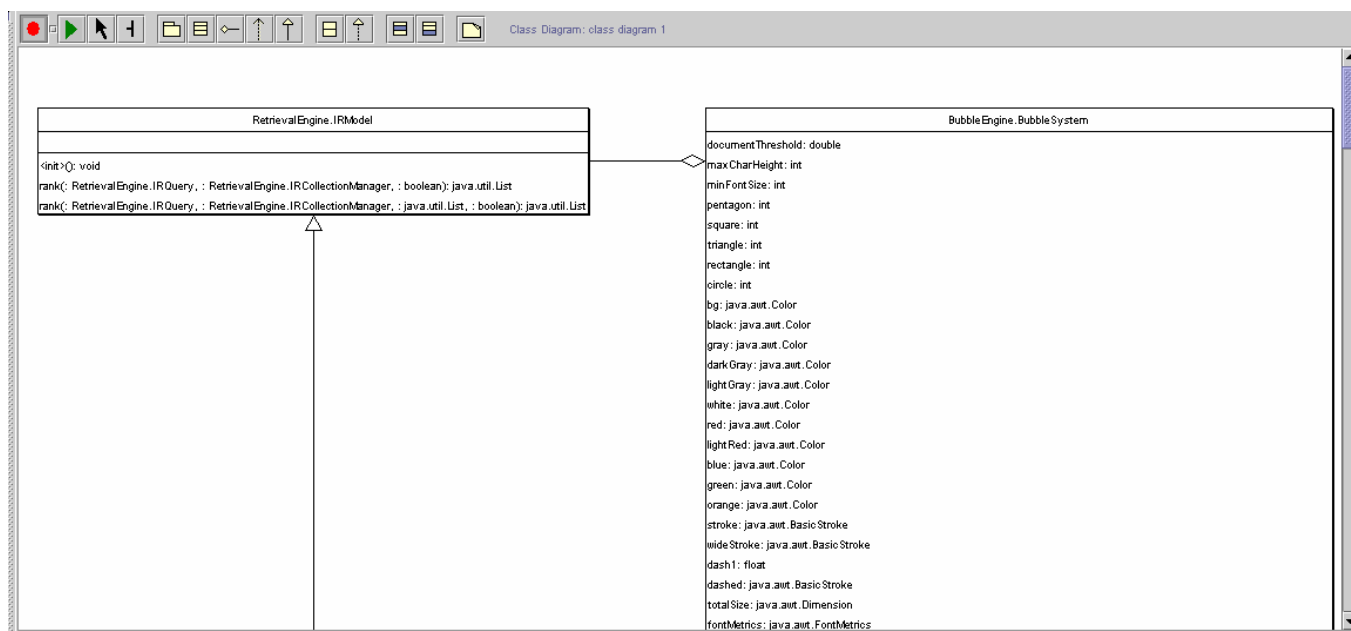 Class Diagram: class diagram 1
RetrievalEngine.IRModel
<init>(): void
rank(: RetrievalEngine.IRQuery, : RetrievalEngine.IRCollectionManager, : boolean): java.util.List
rank(: RetrievalEngine.IRQuery, : RetrievalEngine.IRCollectionManager, : java.util.List, : boolean): java.util.List
BubbleEngine.BubbleSystem
documentThreshold: double
maxCharHeight: int
minFontSize: int
pentagon: int
square: int
triangle: int
rectangle: int
circle: int
bg: java.awt.Color
black: java.awt.Color
gray: java.awt.Color
darkGray: java.awt.Color
lightGray: java.awt.Color
white: java.awt.Color
red: java.awt.Color
lightRed: java.awt.Color
blue: java.awt.Color
green: java.awt.Color
orange: java.awt.Color
stroke: java.awt.BasicStroke
wideStroke: java.awt.BasicStroke
dash1: float
dashed: java.awt.BasicStroke
totalSize: java.awt.Dimension
fontMetrics: java.awt.FontMetrics